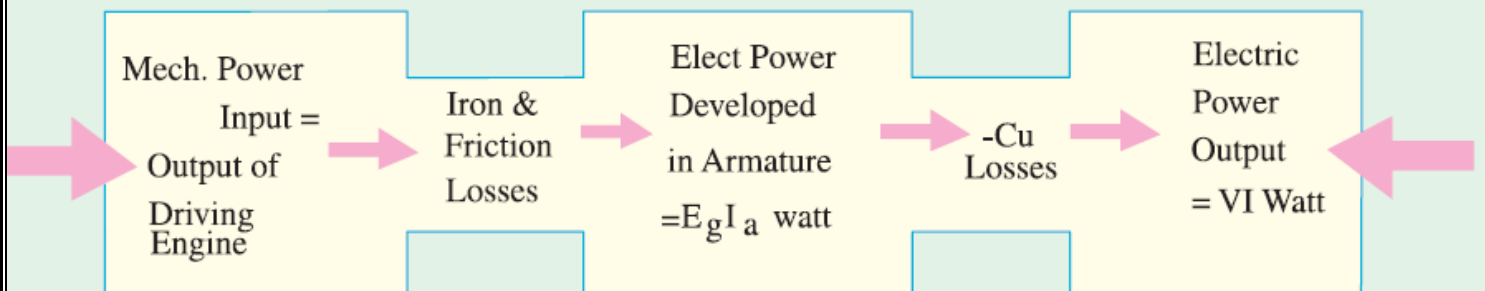 Mech. Power
Input =
Output of
Driving
Engine
Iron &
Friction
Losses
Elect Power
Developed
in Armature
=EgIa watt
-Cu
Losses
Electric
Power
Output
= VI Watt